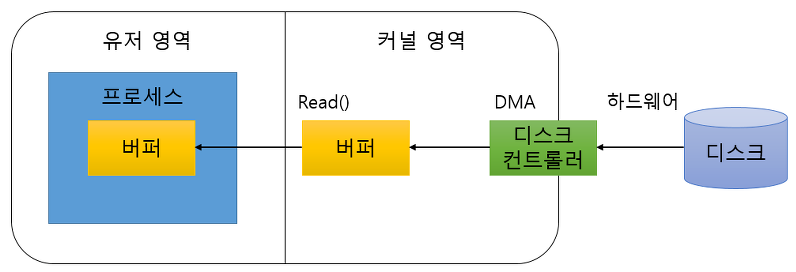 유저 영역
커널 영역
프로세스
버퍼
Read()
버퍼
DMA
디스크
컨트롤러
하드웨어
디스크